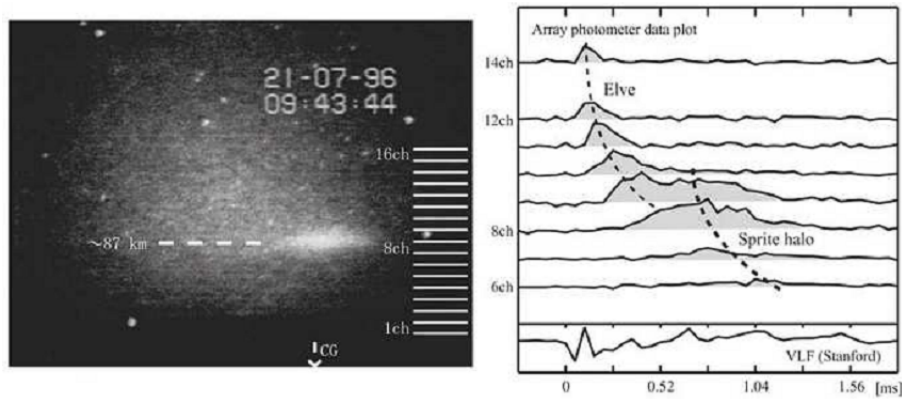 21-07-96
09:43:44
16ch
~87 km
8ch
1ch
CG
Array photometer data plot
14ch
Elve
12ch
8ch
Sprite halo
6ch
VLF (Stanford)
0 0.52 1.04 1.56 [ms]